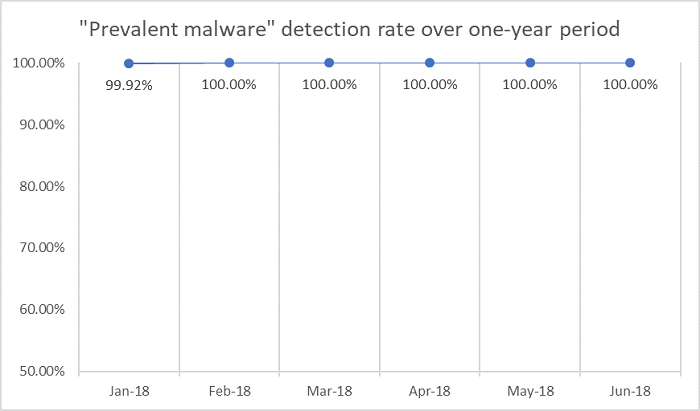 "Prevalent malware" detection rate over one-year period
100.00%
99.92% 100.00% 100.00% 100.00% 100.00% 100.00%
90.00%
80.00%
70.00%
60.00%
50.00%
Jan-18 Feb-18 Mar-18 Apr-18 May-18 Jun-18